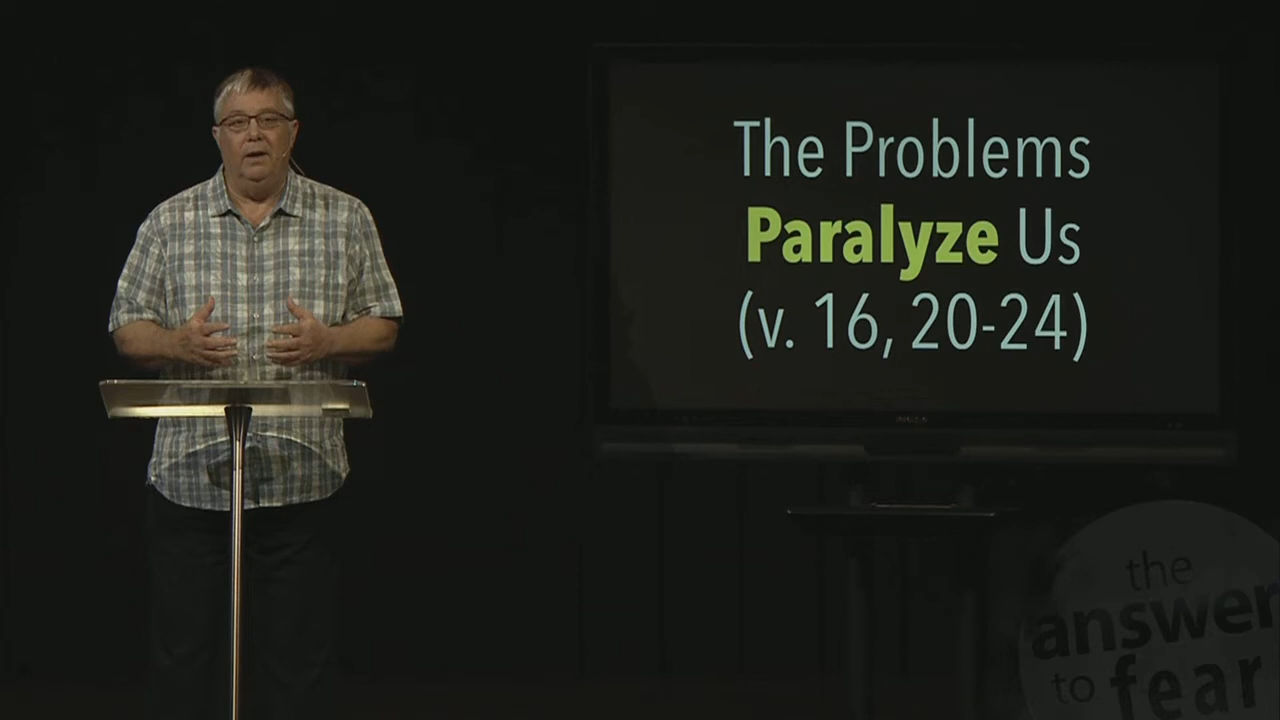 The Problems
Paralyze Us
(v. 16, 20-24)
the
answer
to fear